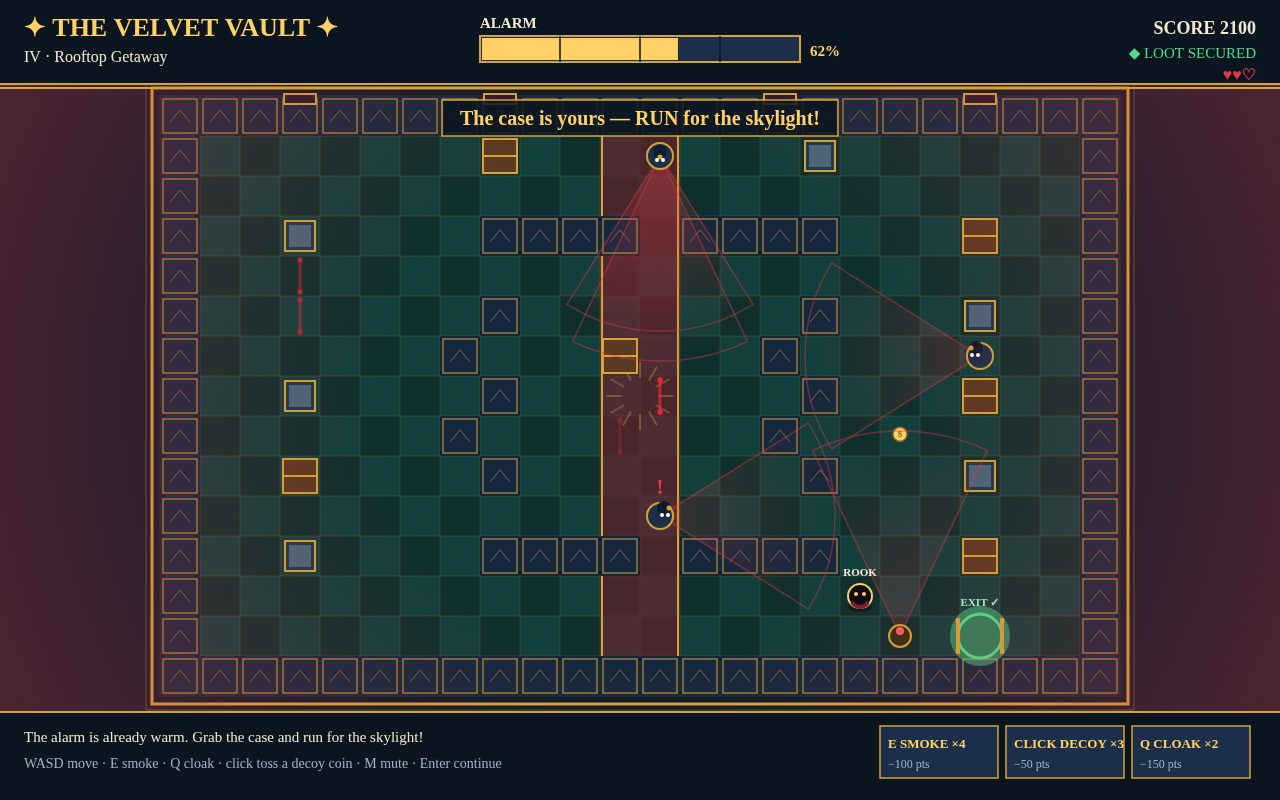 ✦ THE VELVET VAULT ✦
IV · Rooftop Getaway
ALARM
62%
SCORE 2100
◆ LOOT SECURED
♥♥♡
The case is yours — RUN for the skylight!
$
!
ROOK
EXIT ✓
The alarm is already warm. Grab the case and run for the skylight!
WASD move · E smoke · Q cloak · click toss a decoy coin · M mute · Enter continue
E SMOKE ×4
−100 pts
CLICK DECOY ×3
−50 pts
Q CLOAK ×2
−150 pts